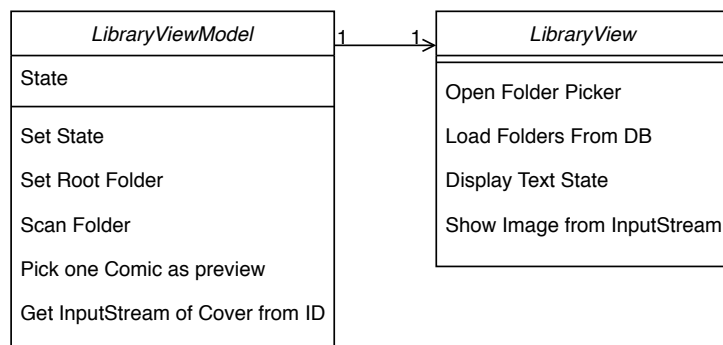 LibraryViewModel
State
Set State
Set Root Folder
Scan Folder
Pick one Comic as preview
Get InputStream of Cover from ID
1
1
LibraryView
Open Folder Picker
Load Folders From DB
Display Text State
Show Image from InputStream